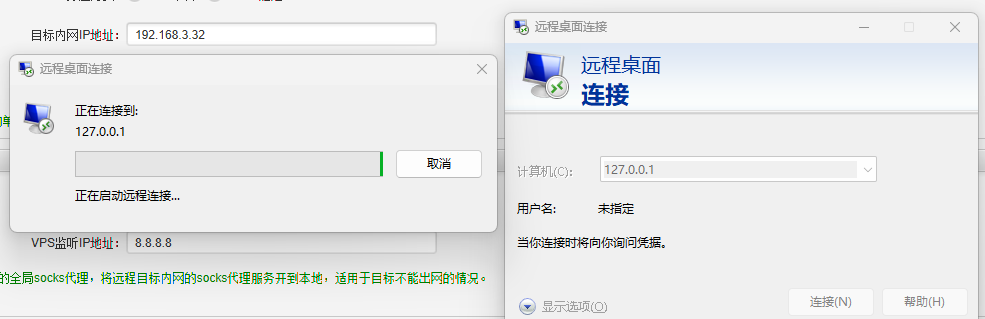 目标内网IP地址： 192.168.3.32
远程桌面连接
正在连接到:
127.0.0.1
取消
正在启动远程连接...
VPS监听IP地址： 8.8.8.8
的全局socks代理，将远程目标内网的socks代理服务开到本地，适用于目标不能出网的情况。
远程桌面连接
远程桌面
连接
计算机(C): 127.0.0.1
用户名: 未指定
当你连接时将向你询问凭据。
显示选项(O)
连接(N)
帮助(H)